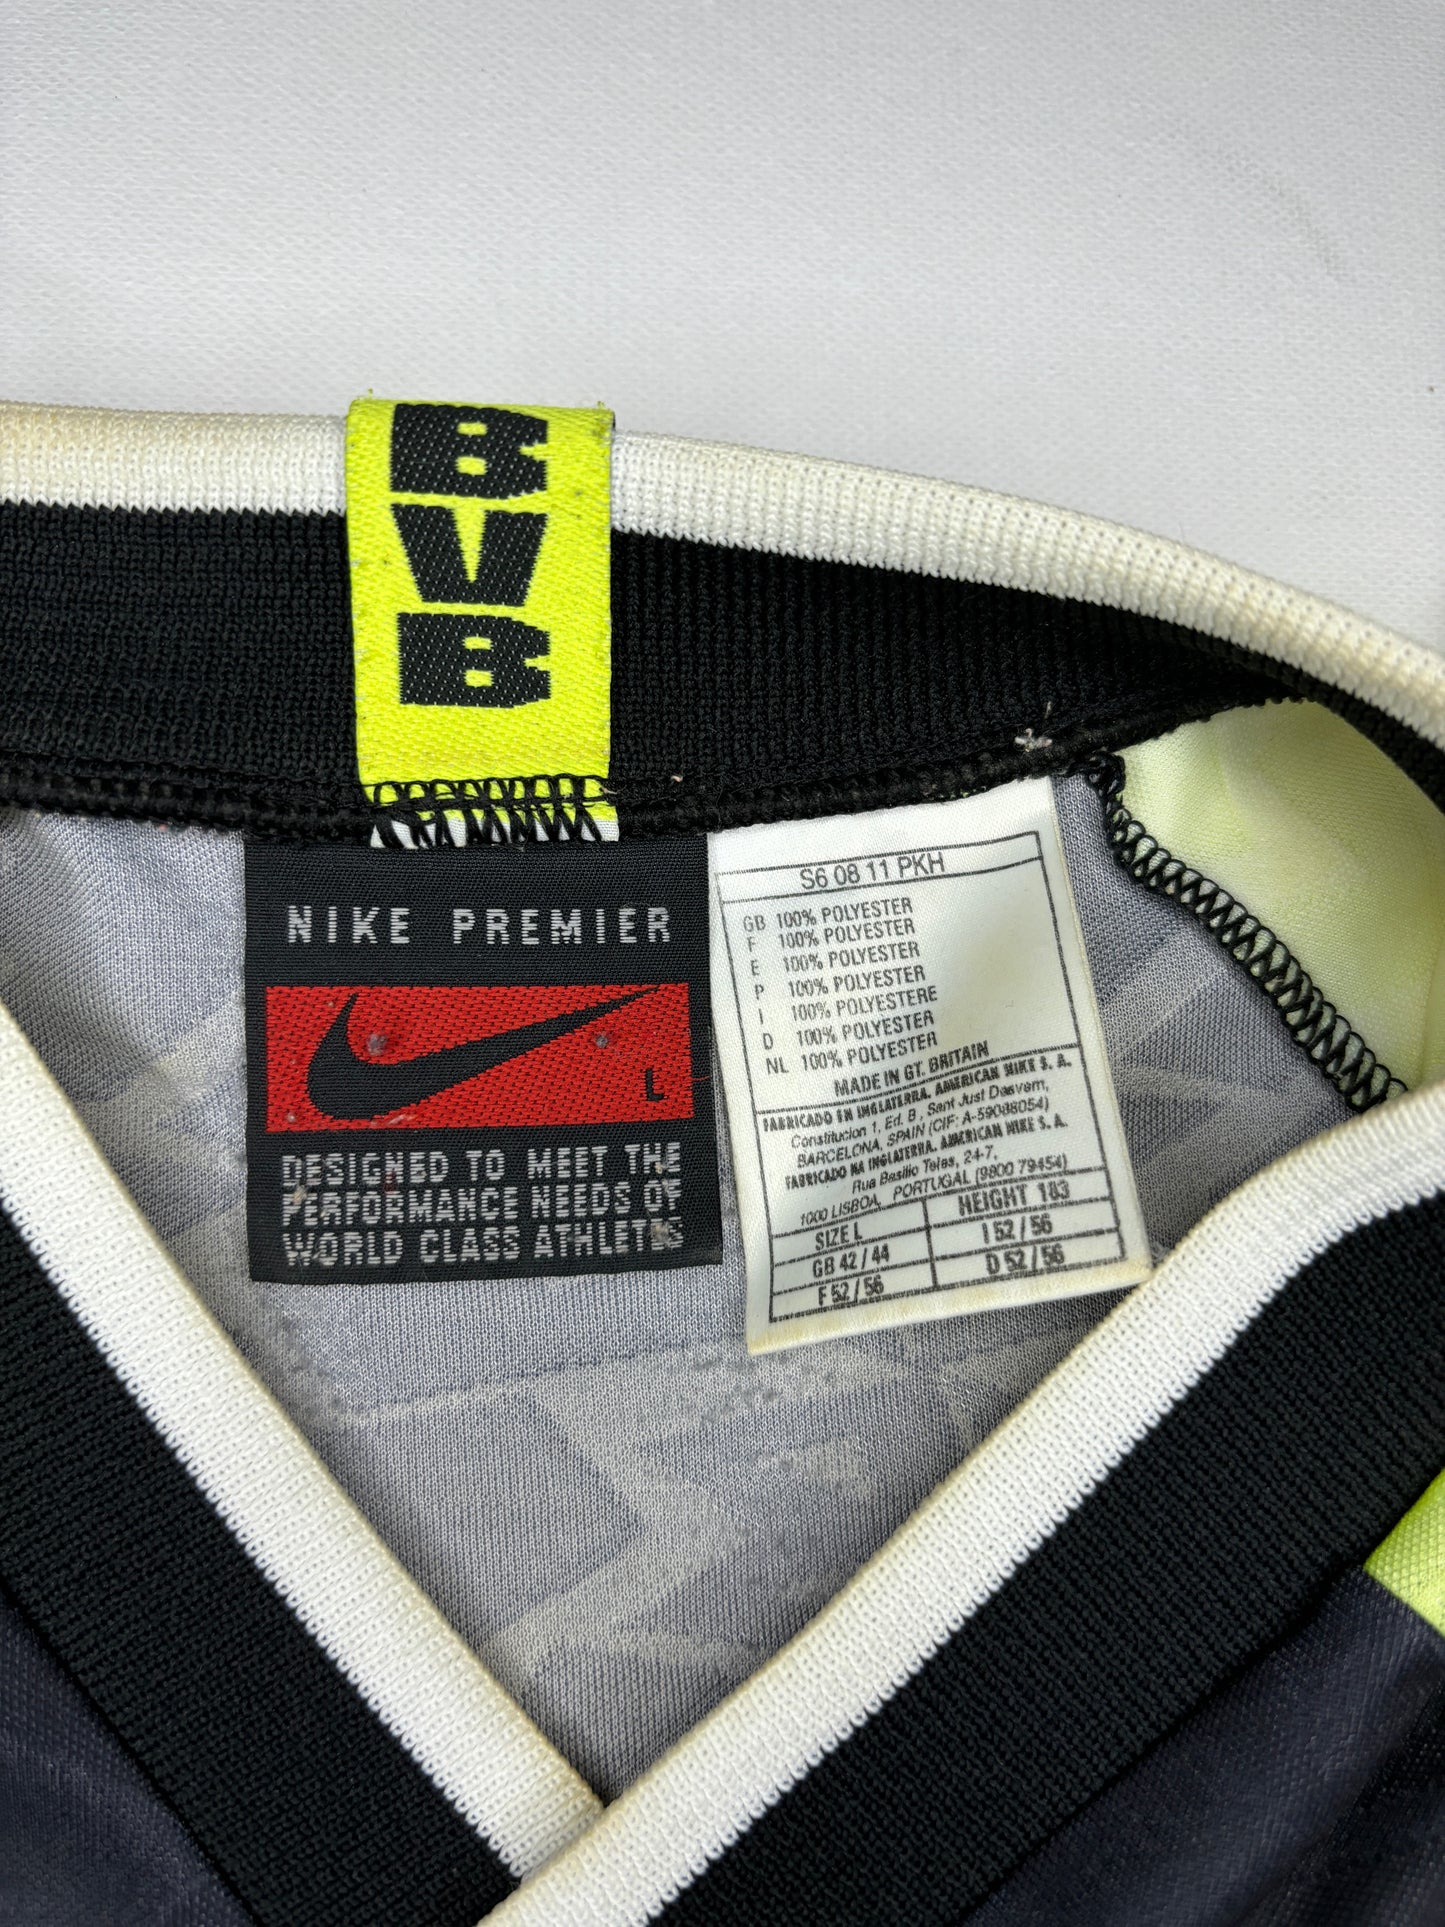 B
V
B
NIKE PREMIER
L
DESIGNED TO MEET THE
PERFORMANCE NEEDS OF
WORLD CLASS ATHLETES
S6 08 11 PKH
GB 100% POLYESTER
F 100% POLYESTER
E 100% POLYESTER
P 100% POLYESTER
I 100% POLYESTERE
D 100% POLYESTER
NL 100% POLYESTER
MADE IN GT. BRITAIN
FABRICADO EN INGLATERRA. AMERICAN NIKE S. A.
Constitucion 1, Ed. B, Sant Just Desvern,
BARCELONA, SPAIN (CIF: A-59088054)
FABRICADO NA INGLATERRA. AMERICAN NIKE S. A.
Rua Basilio Teles, 24-7,
1000 LISBOA, PORTUGAL (9800 79454)
SIZE L HEIGHT 183
GB 42 / 44 I 52 / 56
F 52 / 56 D 52 / 56